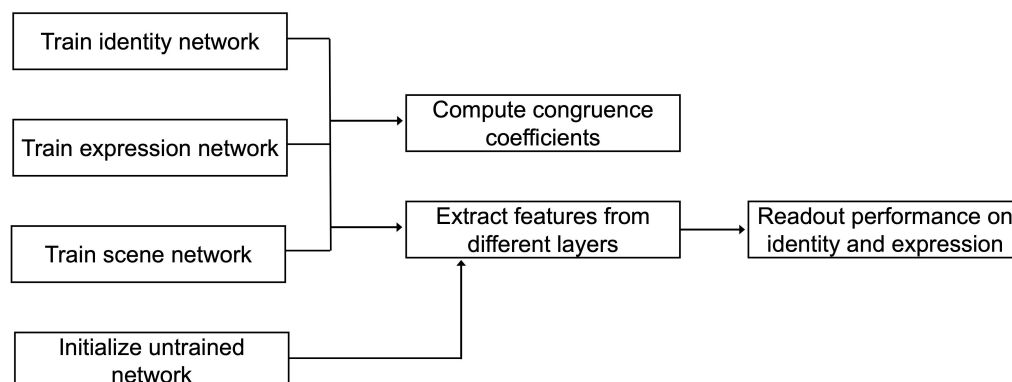 Train identity network
Compute congruence
coefficients
Train expression network
Extract features from
different layers
Readout performance on
identity and expression
Train scene network
Initialize untrained
network